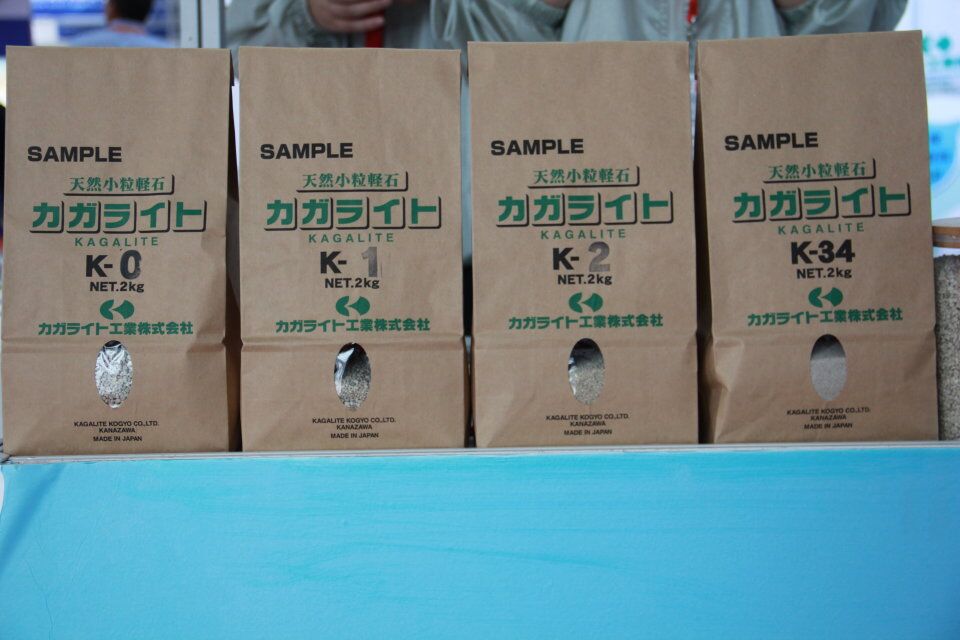 SAMPLE
天然小粒軽石
カガライト
KAGALITE
K-0
NET.2kg
カガライト工業株式会社
KAGALITE KOGYO CO.,LTD.
KANAZAWA
MADE IN JAPAN
SAMPLE
天然小粒軽石
カガライト
KAGALITE
K-1
NET.2kg
カガライト工業株式会社
KAGALITE KOGYO CO.,LTD.
KANAZAWA
MADE IN JAPAN
SAMPLE
天然小粒軽石
カガライト
KAGALITE
K-2
NET.2kg
カガライト工業株式会社
KAGALITE KOGYO CO.,LTD.
KANAZAWA
MADE IN JAPAN
SAMPLE
天然小粒軽石
カガライト
KAGALITE
K-34
NET.2kg
カガライト工業株式会社
KAGALITE KOGYO CO.,LTD.
KANAZAWA
MADE IN JAPAN